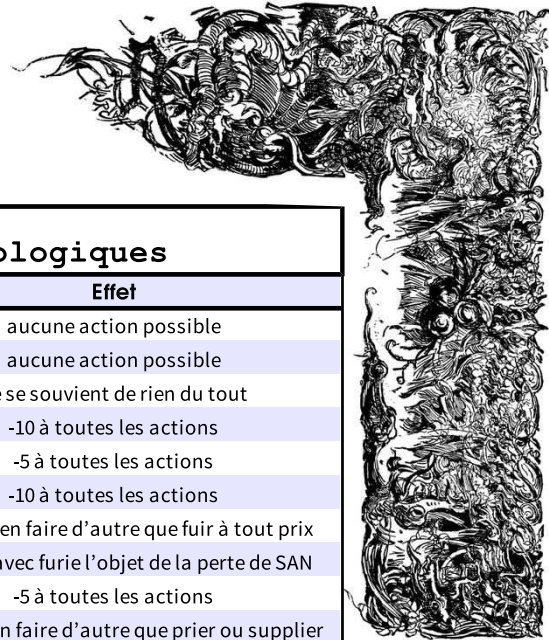 ologiques
Effet
aucune action possible
aucune action possible
se souvient de rien du tout
-10 à toutes les actions
-5 à toutes les actions
-10 à toutes les actions
en faire d'autre que fuir à tout prix
avec furie l'objet de la perte de SAN
-5 à toutes les actions
n faire d'autre que prier ou supplier